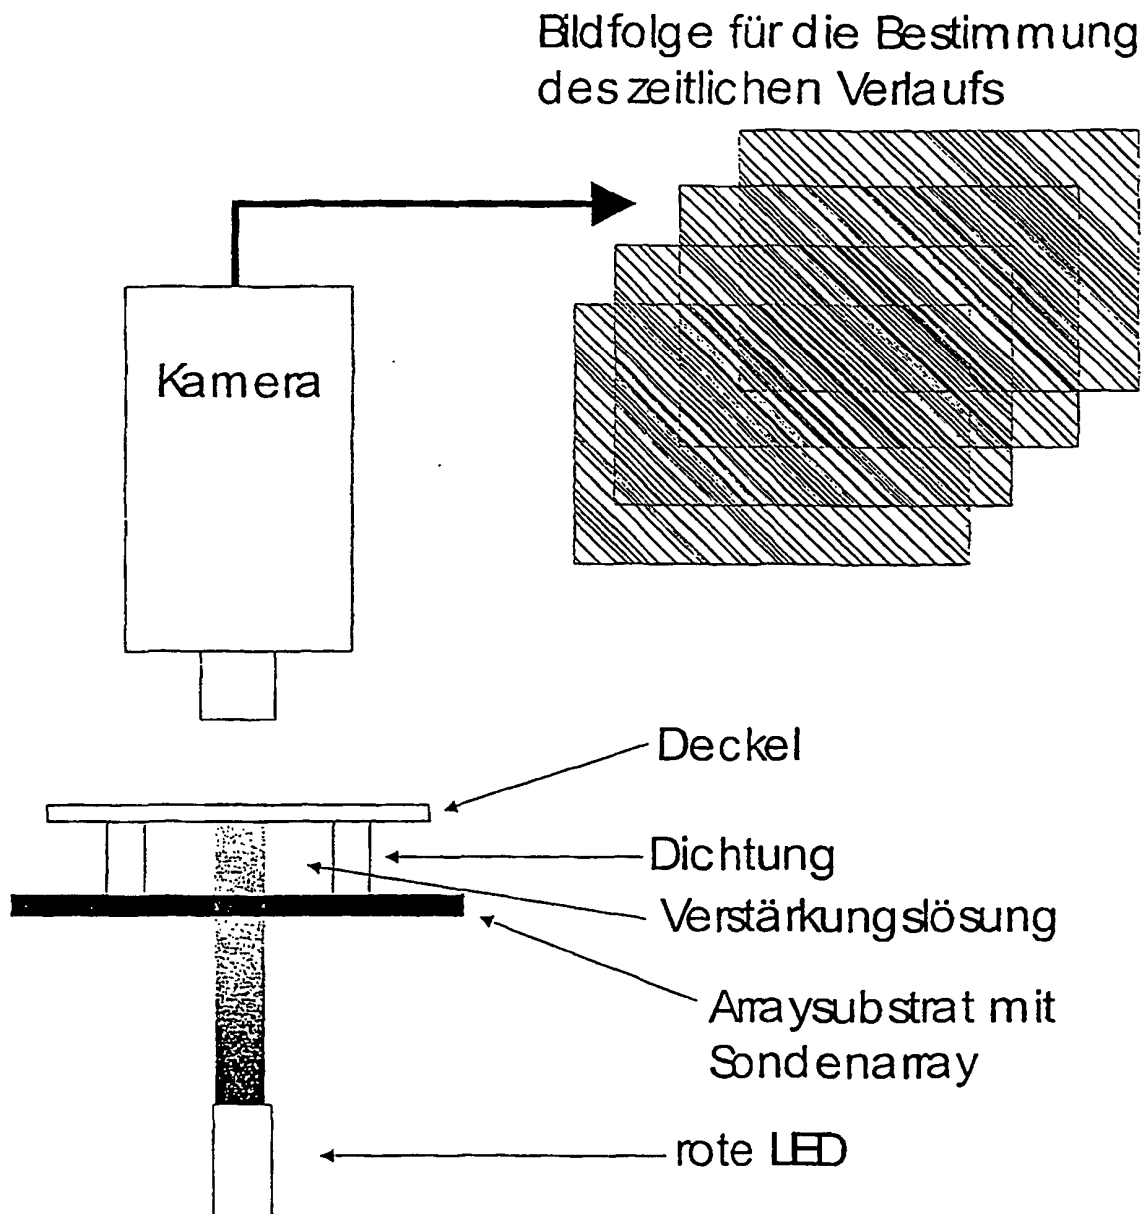 Bildfolge für die Bestimmung
des zeitlichen Verlaufs
Kamera
Deckel
Dichtung
Verstärkungslösung
Arraysubstrat mit
Sondenarray
rote LED